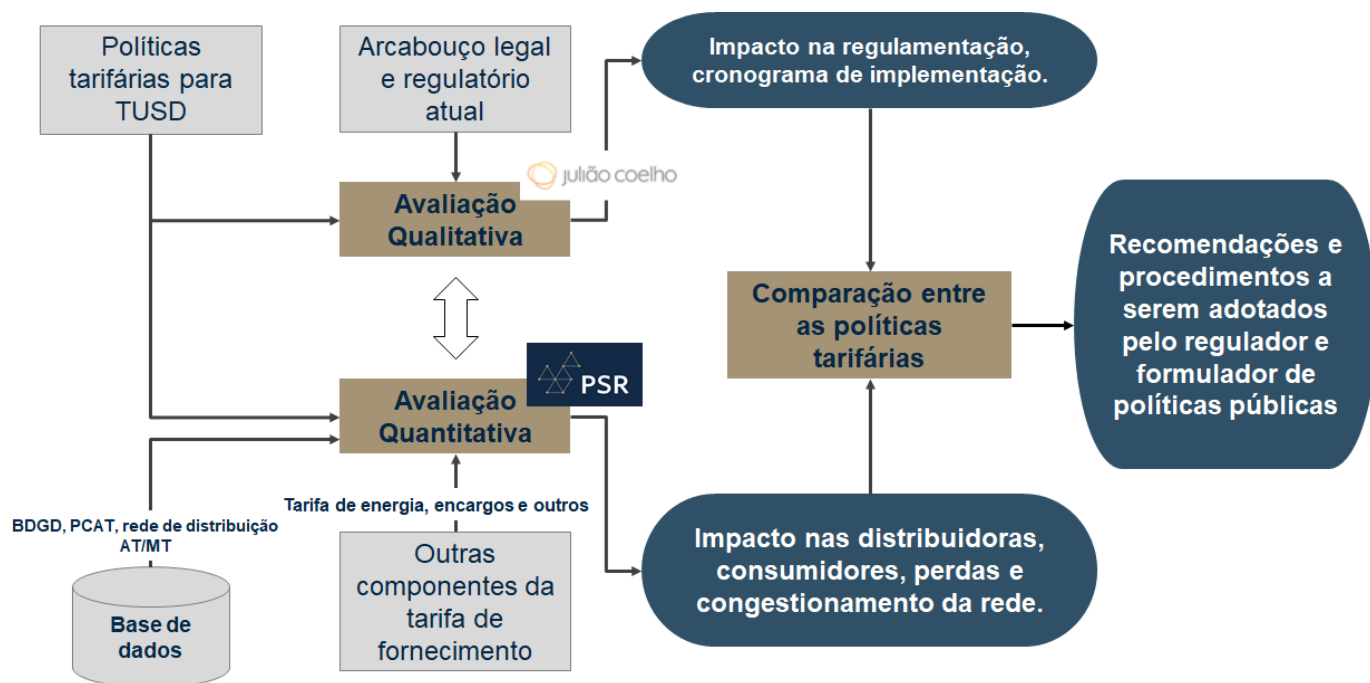 Políticas
tarifárias para
TUSD
Arcabouço legal
e regulatório
atual
Impacto na regulamentação,
cronograma de implementação.
julião coelho
Avaliação
Qualitativa
Recomendações e
procedimentos a
serem adotados
pelo regulador e
formulador de
políticas públicas
Comparação entre
as políticas
tarifárias
PSR
Avaliação
Quantitativa
Tarifa de energia, encargos e outros
BDGD, PCAT, rede de distribuição
AT/MT
Impacto nas distribuidoras,
consumidores, perdas e
congestionamento da rede.
Outras
componentes da
tarifa de
fornecimento
Base de
dados